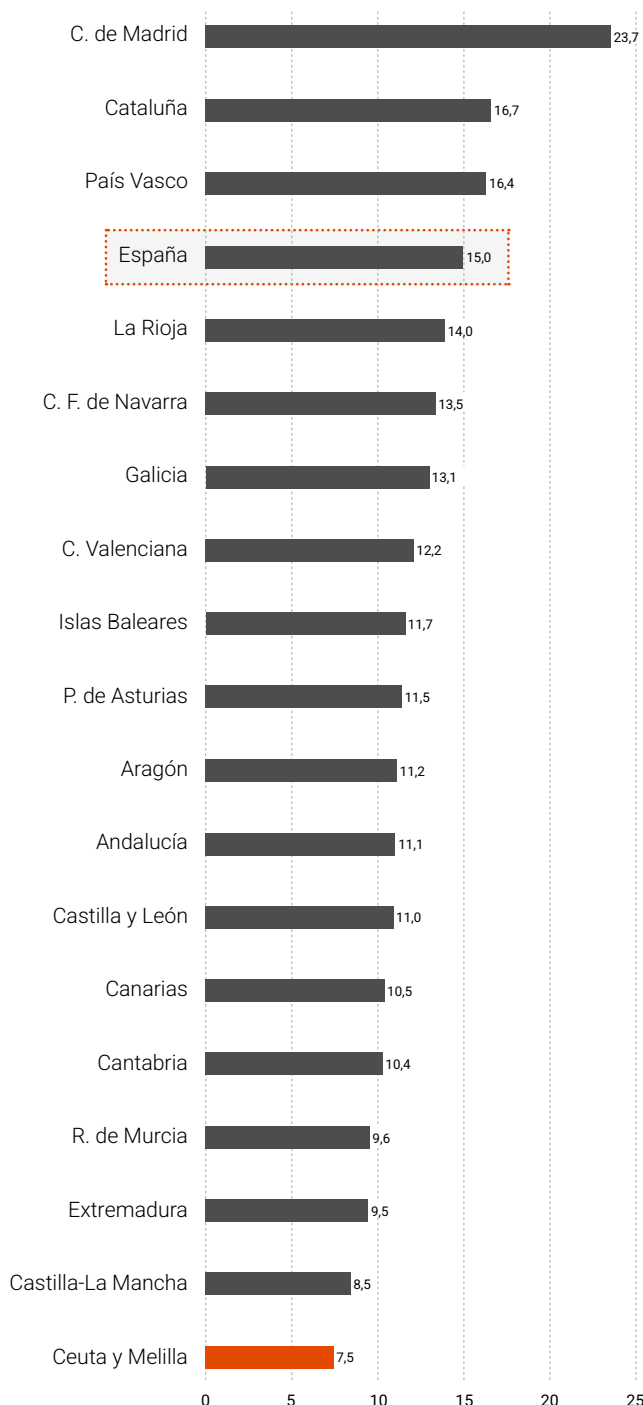 C. de Madrid 23,7
Cataluña 16,7
País Vasco 16,4
España 15,0
La Rioja 14,0
C. F. de Navarra 13,5
Galicia 13,1
C. Valenciana 12,2
Islas Baleares 11,7
P. de Asturias 11,5
Aragón 11,2
Andalucía 11,1
Castilla y León 11,0
Canarias 10,5
Cantabria 10,4
R. de Murcia 9,6
Extremadura 9,5
Castilla-La Mancha 8,5
Ceuta y Melilla 7,5
0 5 10 15 20 25